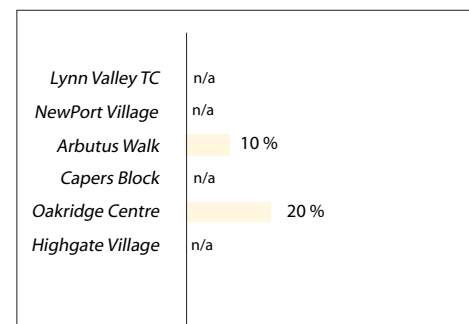 Lynn Valley TC n/a
NewPort Village n/a
Arbutus Walk 10 %
Capers Block n/a
Oakridge Centre 20 %
Highgate Village n/a